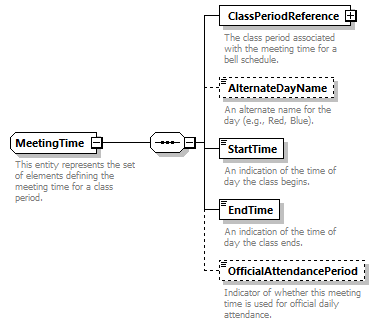 ClassPeriodReference
The class period associated
with the meeting time for a
bell schedule.
AlternateDayName
An alternate name for the
day (e.g., Red, Blue).
MeetingTime
This entity represents the set
of elements defining the
meeting time for a class
period.
StartTime
An indication of the time of
day the class begins.
EndTime
An indication of the time of
day the class ends.
OfficialAttendancePeriod
Indicator of whether this meeting
time is used for official daily
attendance.